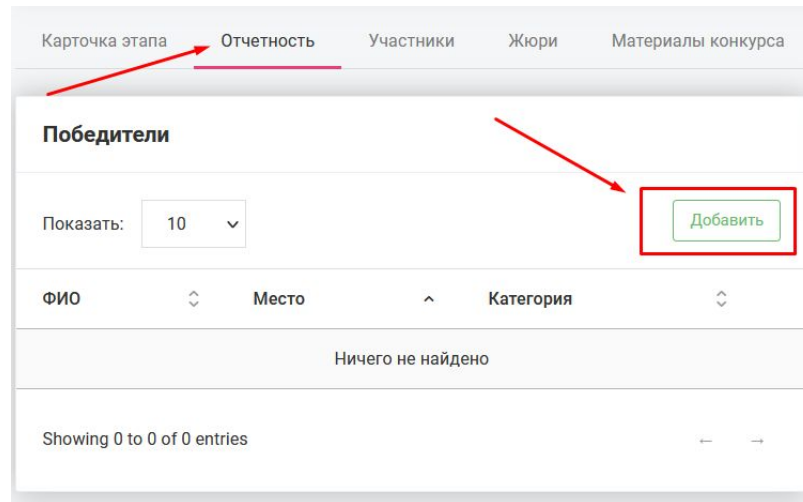 Карточка этапа Отчетность Участники Жюри Материалы конкурса
Победители
Показать: 10 Добавить
ФИО Место Категория
Ничего не найдено
Showing 0 to 0 of 0 entries ← →